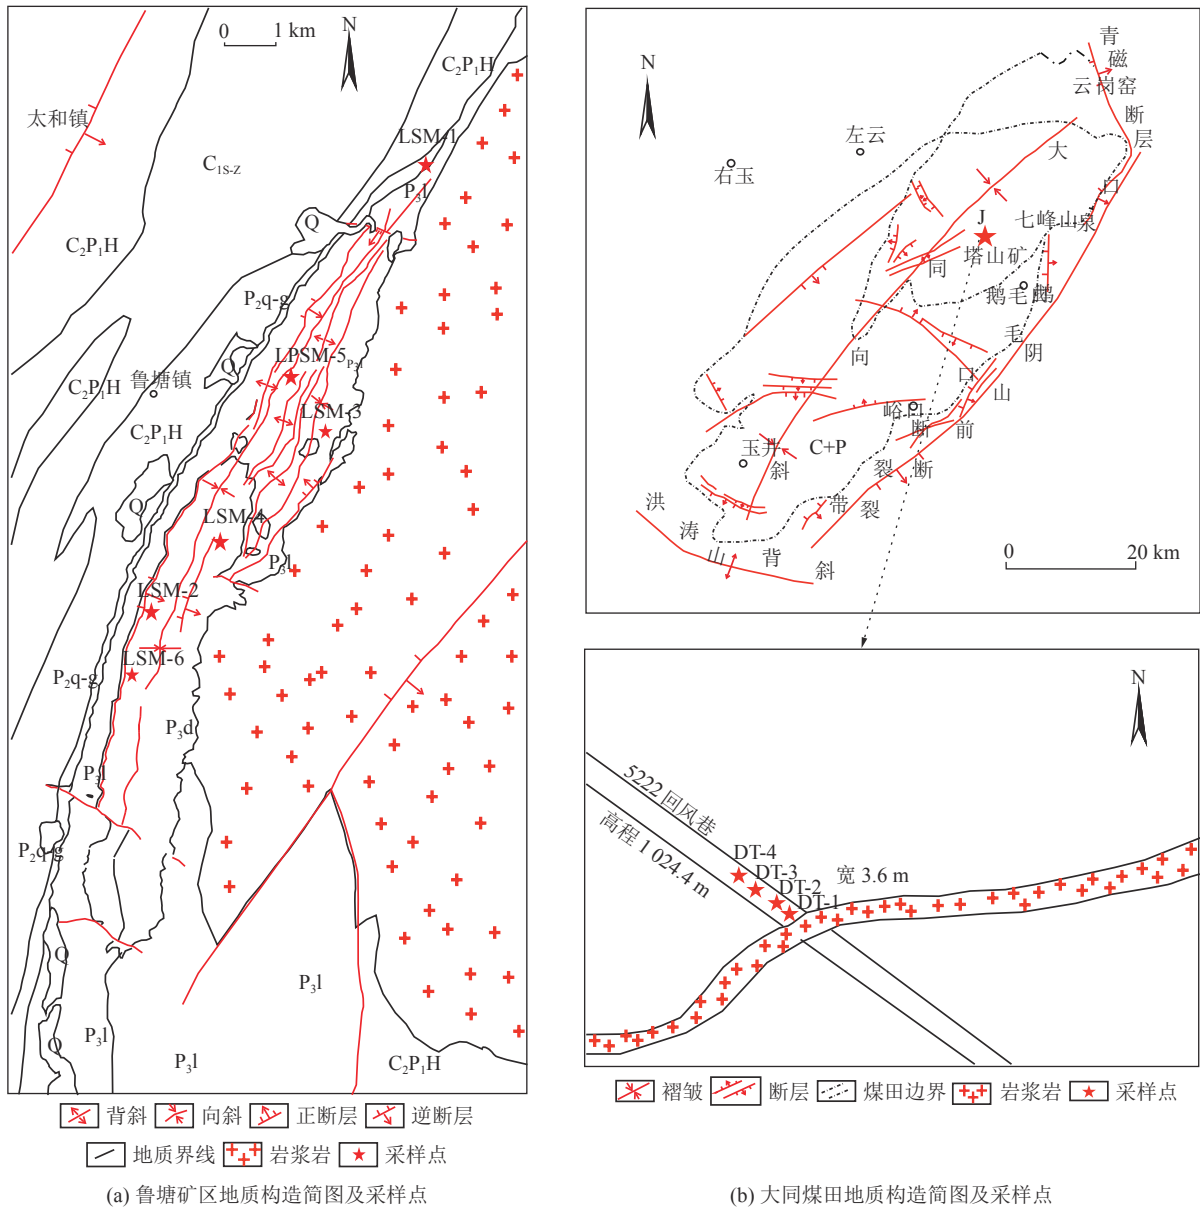 0 1 km
N
太和镇
C₂P₁H
C₁S-Z
LSM-1
P₃l
Q
C₂P₁H
P₂q-g
C₂P₁H
鲁塘镇
Q
LPSM-5 P₃l
LSM-3
C₂P₁H
Q
LSM-4
P₃l
LSM-2
LSM-6
P₂q-g
P₃d
P₃l
P₂q-g
Q
P₃l
Q
P₃l
P₃l
C₂P₁H
背斜
向斜
正断层
逆断层
地质界线
岩浆岩
采样点
(a) 鲁塘矿区地质构造简图及采样点
N
青磁
云岗窑
断层
左云
右玉
大同向斜
J
七峰山
口泉
塔山矿
鹅毛口
鹅毛口断裂带
峪口
口泉山前断裂
阴山
玉井
C+P
洪涛山背斜
0 20 km
N
5222 回风巷
高程 1 024.4 m
DT-4
DT-3
DT-2
DT-1
宽 3.6 m
褶皱
断层
煤田边界
岩浆岩
采样点
(b) 大同煤田地质构造简图及采样点